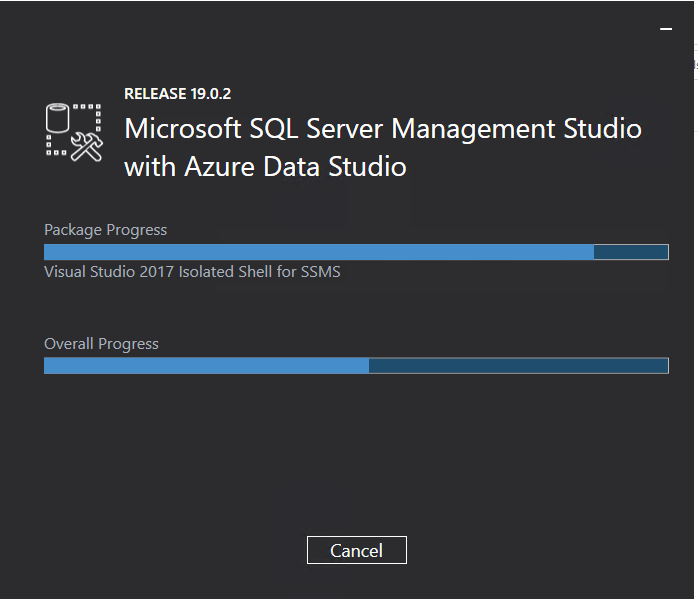 RELEASE 19.0.2
Microsoft SQL Server Management Studio
with Azure Data Studio
Package Progress
Visual Studio 2017 Isolated Shell for SSMS
Overall Progress
Cancel